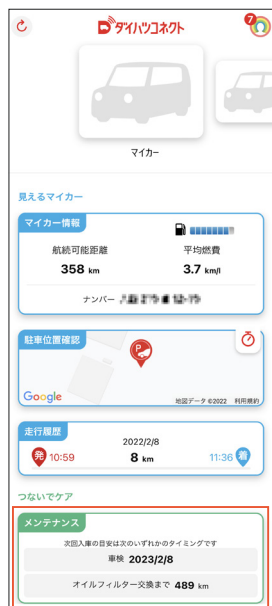 7
ダイハツコネクト
マイカー
見えるマイカー
マイカー情報
航続可能距離 平均燃費
358 km 3.7 km/l
ナンバー
駐車位置確認
Google 地図データ ©2022 利用規約
走行履歴
2022/2/8
発 10:59 8 km 11:36 着
つないでケア
メンテナンス
次回入庫の目安は次のいずれかのタイミングです
車検 2023/2/8
オイルフィルター交換まで 489 km